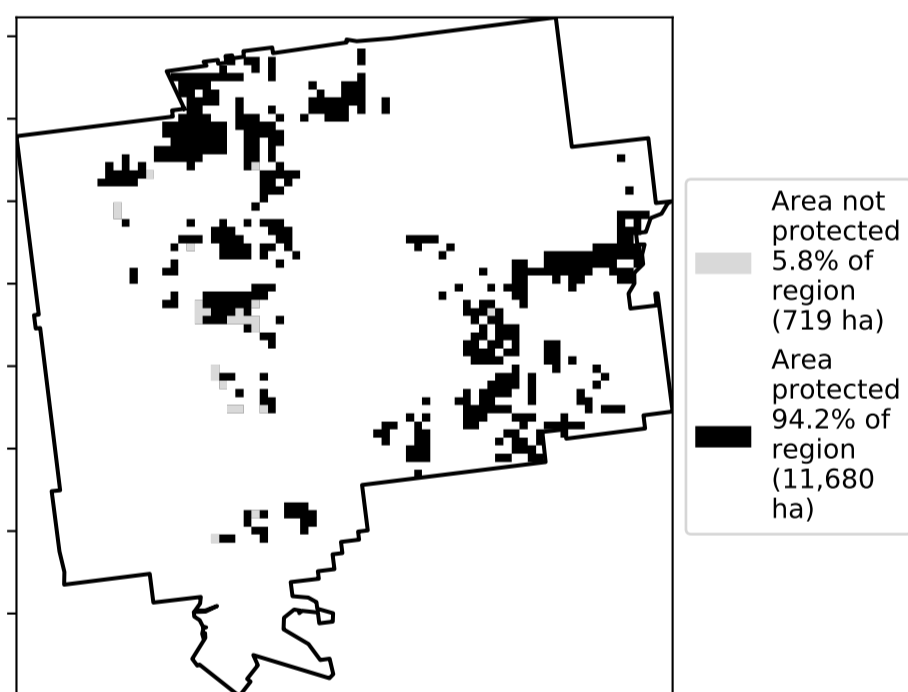 Area not
protected
5.8% of
region
(719 ha)
Area
protected
94.2% of
region
(11,680
ha)